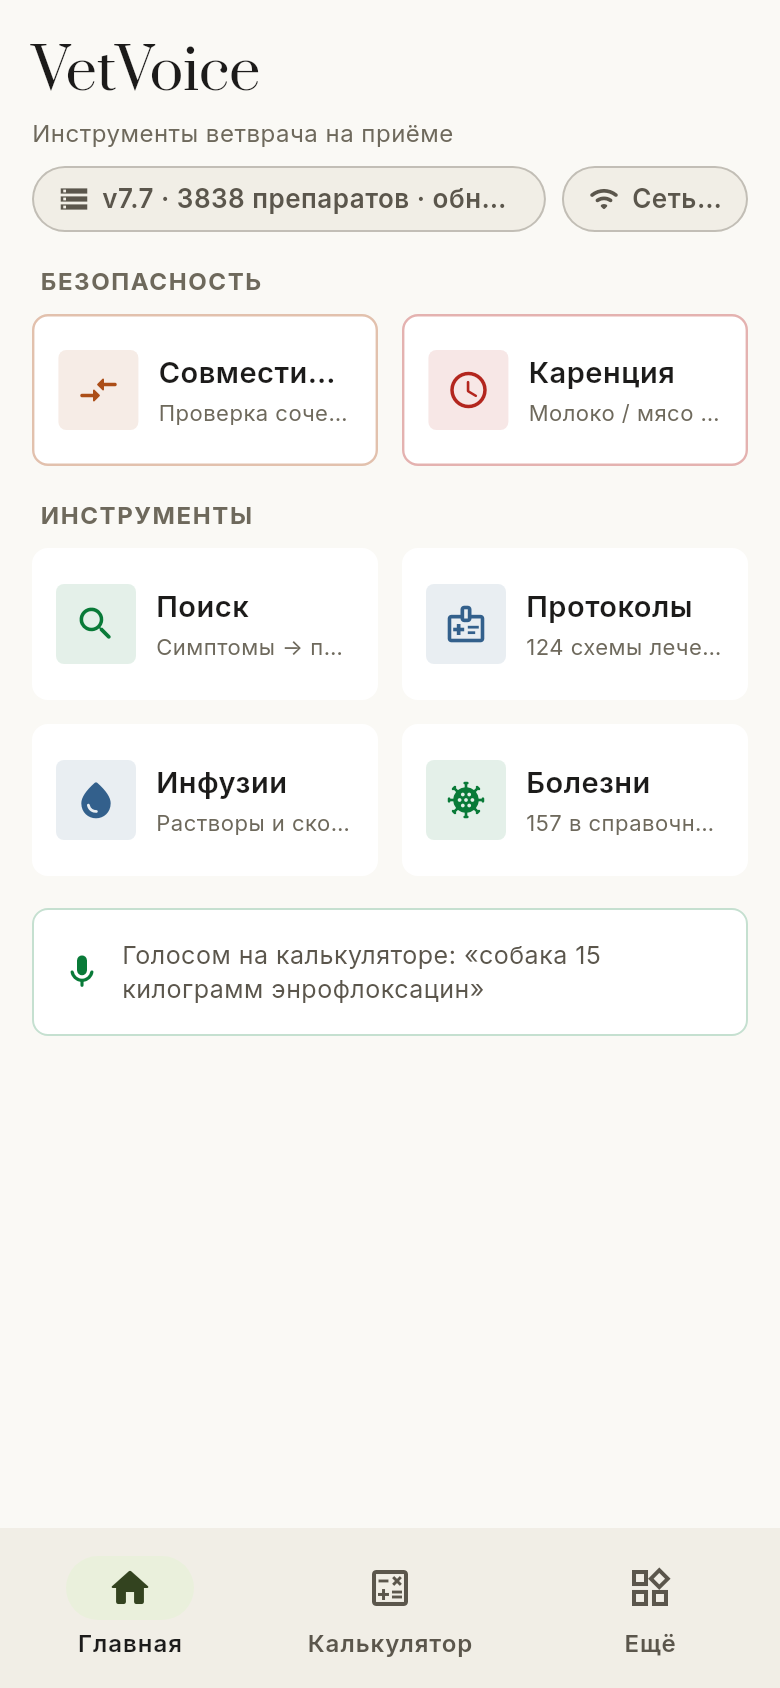 VetVoice
Инструменты ветврача на приёме
v7.7 · 3838 препаратов · обн...
Сеть...
БЕЗОПАСНОСТЬ
Совмести...
Проверка соче...
Каренция
Молоко / мясо ...
ИНСТРУМЕНТЫ
Поиск
Симптомы → п...
Протоколы
124 схемы лече...
Инфузии
Растворы и ско...
Болезни
157 в справочн...
Голосом на калькуляторе: «собака 15
килограмм энрофлоксацин»
Главная
Калькулятор
Ещё